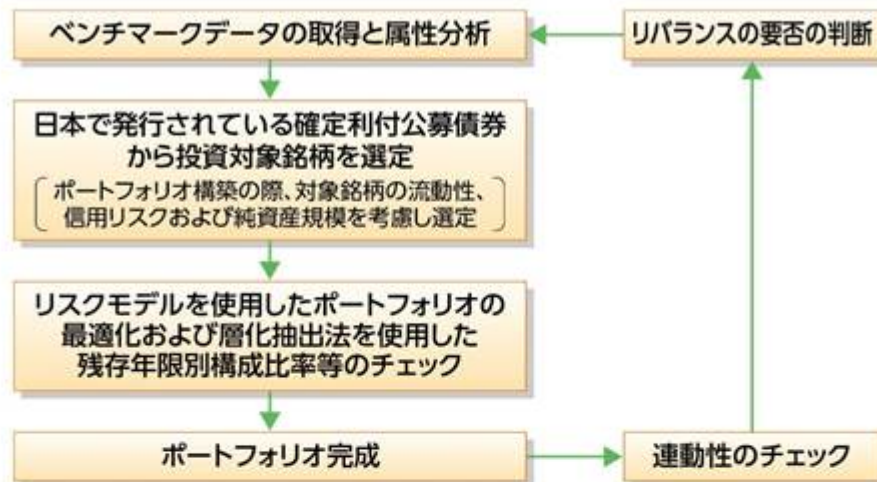 ベンチマークデータの取得と属性分析
リバランスの要否の判断
日本で発行されている確定利付公募債券
から投資対象銘柄を選定
ポートフォリオ構築の際、対象銘柄の流動性、
信用リスクおよび純資産規模を考慮し選定
リスクモデルを使用したポートフォリオの
最適化および層化抽出法を使用した
残存年限別構成比率等のチェック
ポートフォリオ完成
連動性のチェック